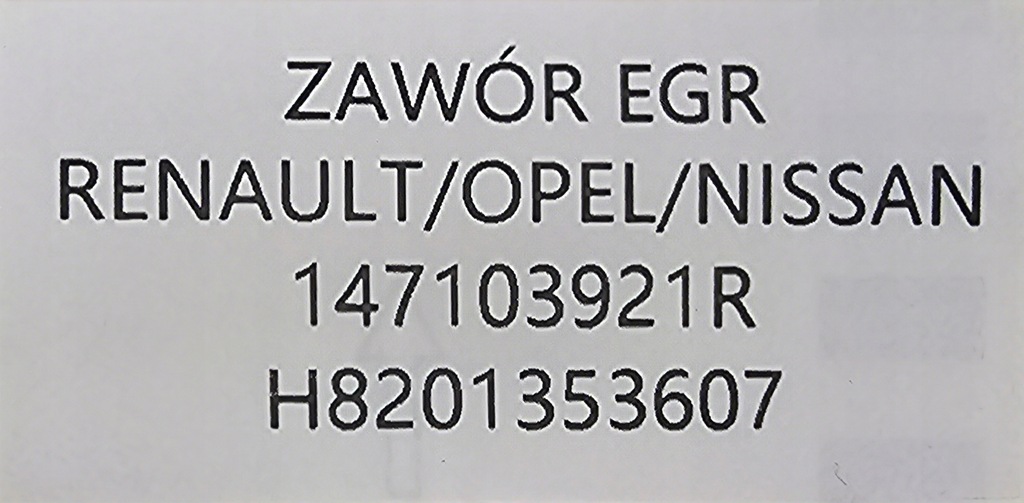 ZAWÓR EGR
RENAULT/OPEL/NISSAN
147103921R
H8201353607